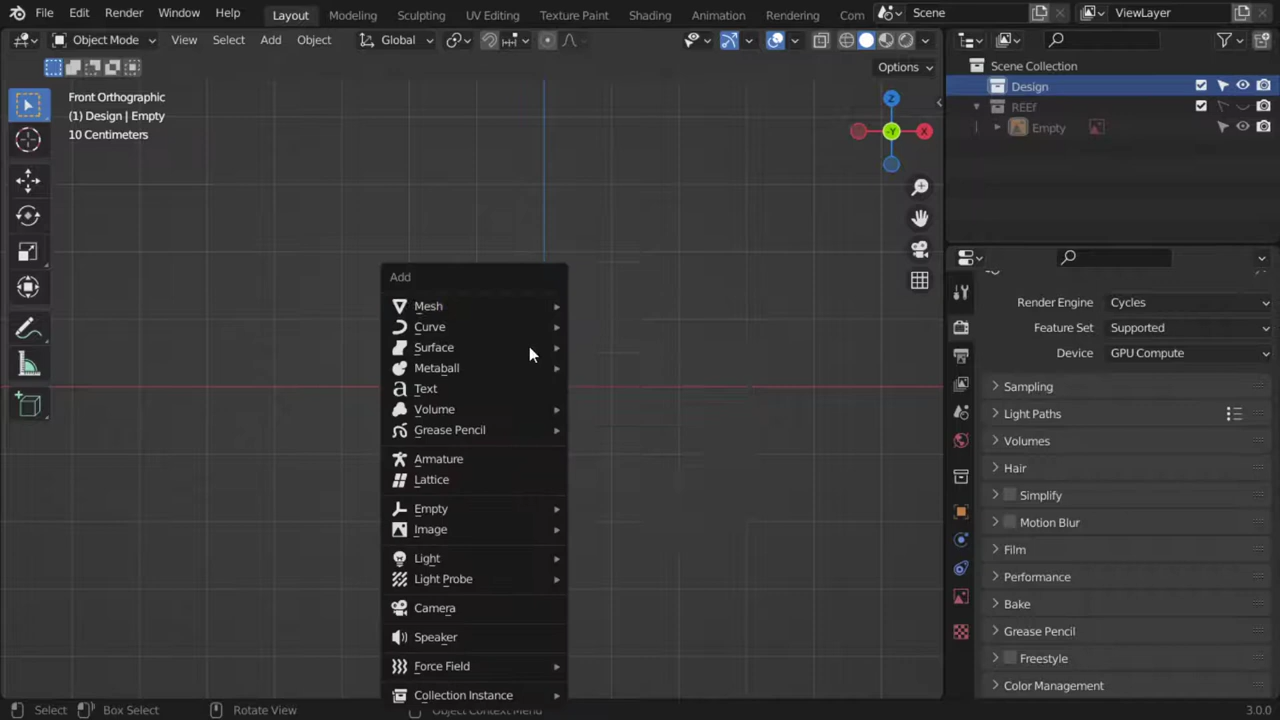 File Edit Render Window Help Layout Modeling Sculpting UV Editing Texture Paint Shading Animation Rendering Com Scene ViewLayer
Object Mode View Select Add Object Global
Options
Front Orthographic
(1) Design | Empty
10 Centimeters
Z
-Y
X
Add
Mesh
Curve
Surface
Metaball
Text
Volume
Grease Pencil
Armature
Lattice
Empty
Image
Light
Light Probe
Camera
Speaker
Force Field
Collection Instance
Scene Collection
Design
REEf
Empty
Render Engine Cycles
Feature Set Supported
Device GPU Compute
Sampling
Light Paths
Volumes
Hair
Simplify
Motion Blur
Film
Performance
Bake
Grease Pencil
Freestyle
Color Management
Select Box Select Rotate View Object Context Menu 3.0.0